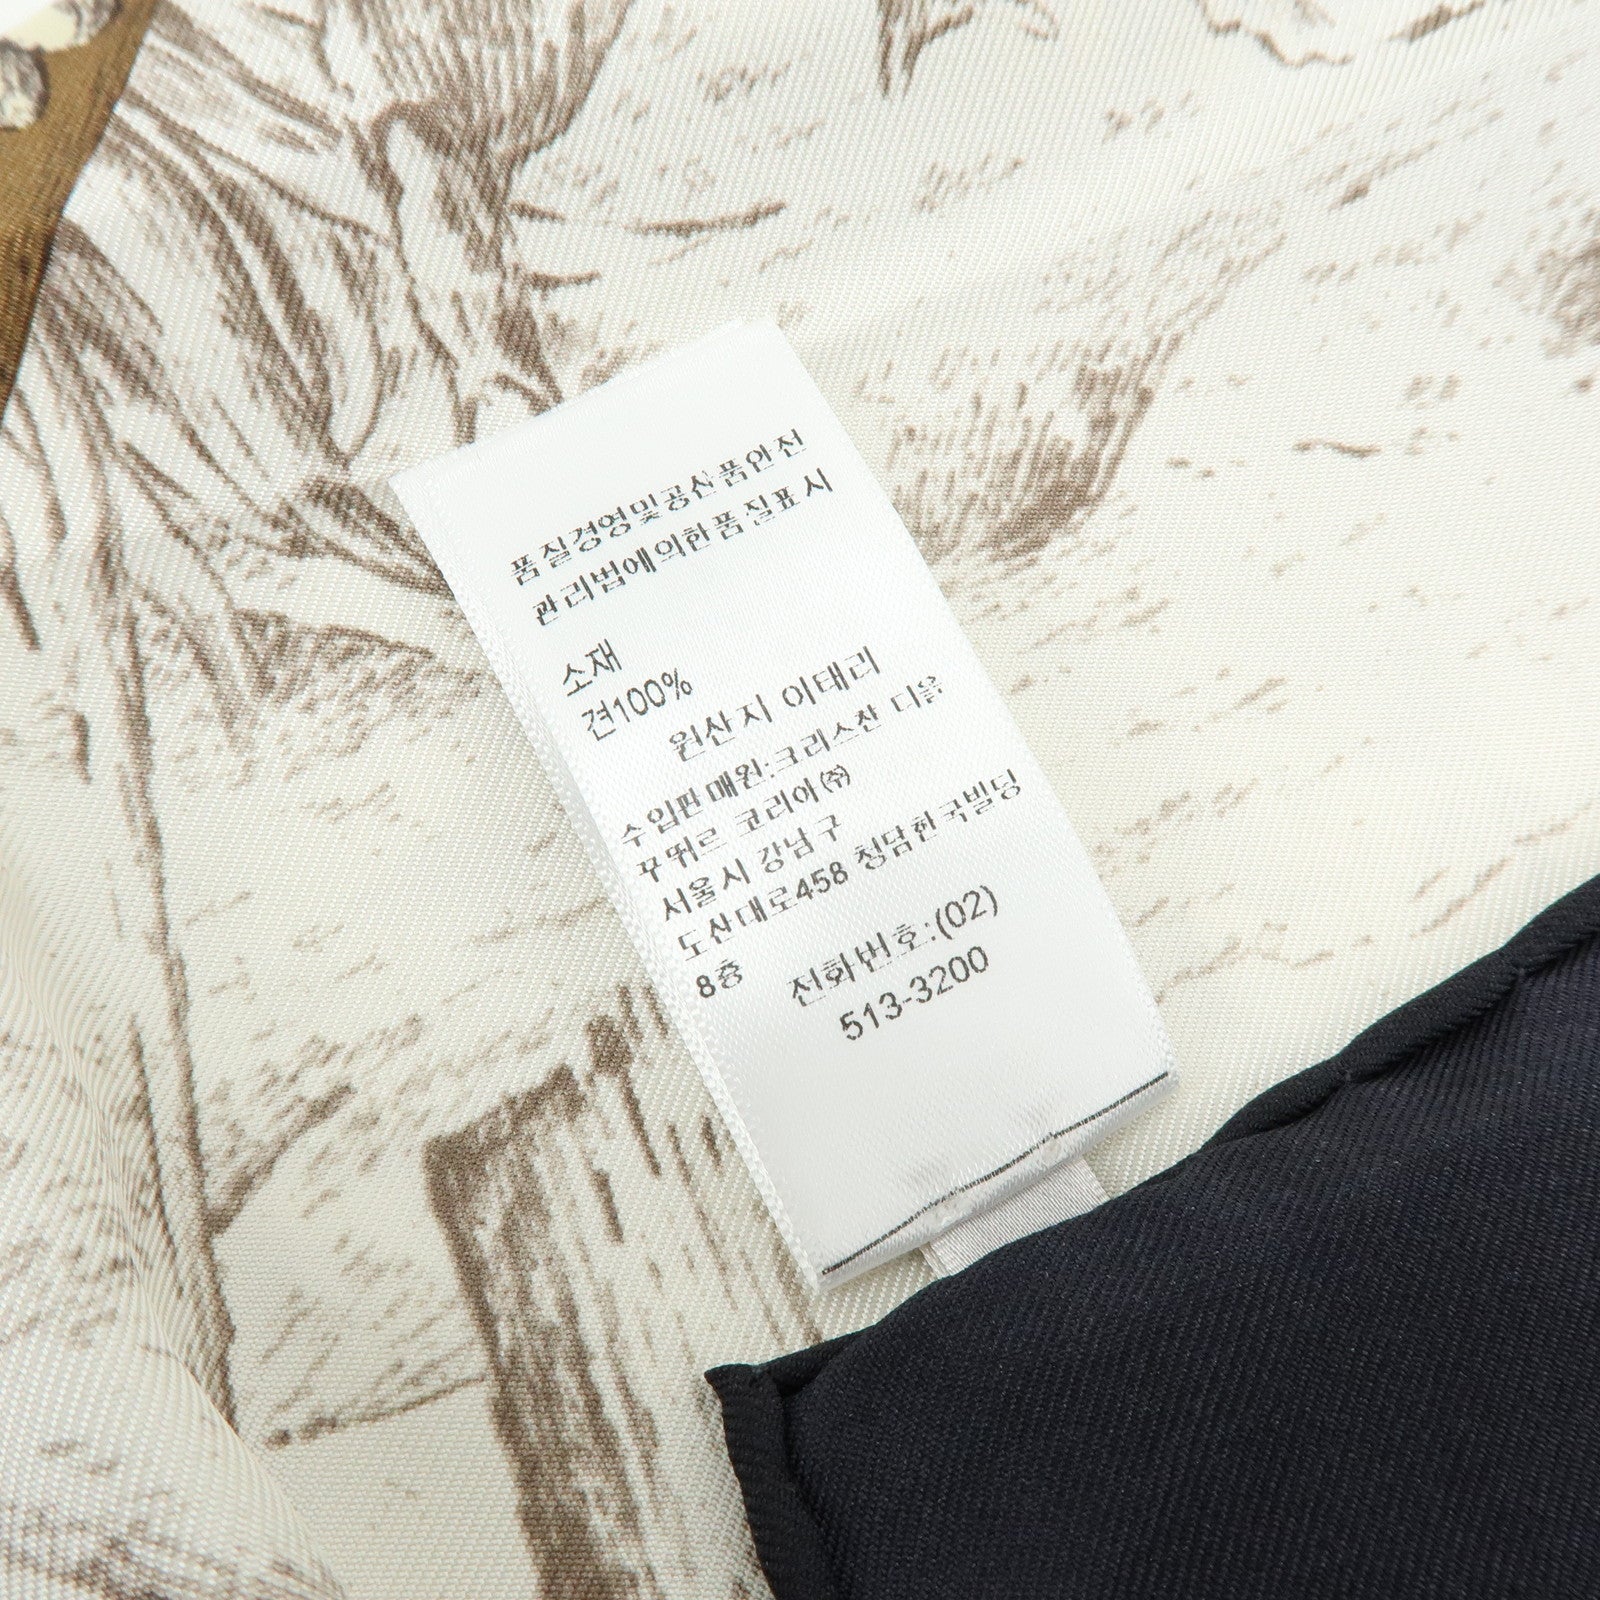 품질경영및공산품안전
관리법에의한품질표시
소재
견100%
원산지 이태리
수입판매원:크리스챤 디올
꾸뛰르 코리아㈜
서울시 강남구
도산대로458 청담한국빌딩
8층
전화번호:(02)
513-3200